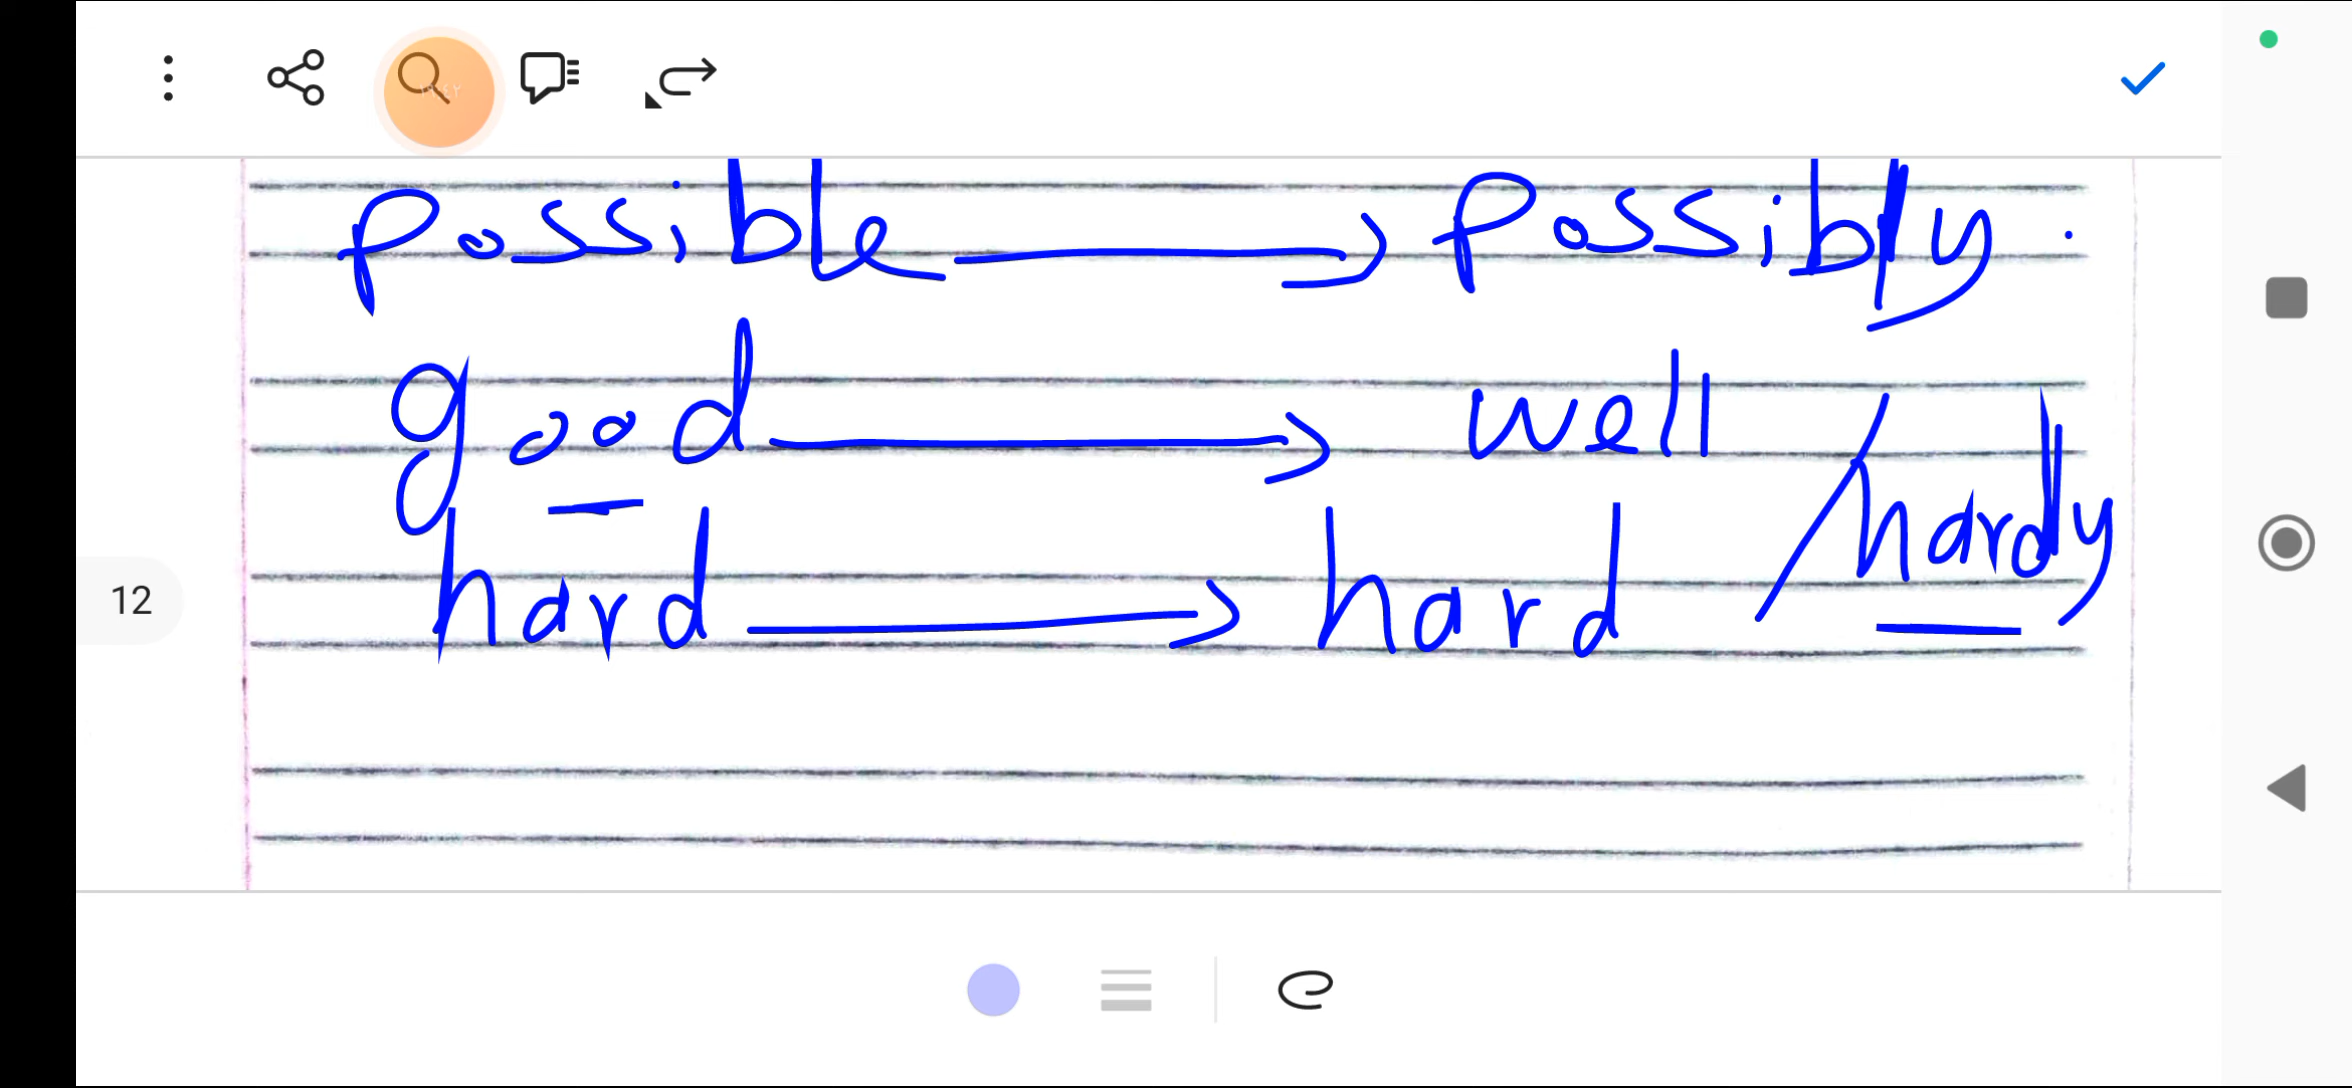 possible → possibly.
good → well
hard → hard / hardly
12